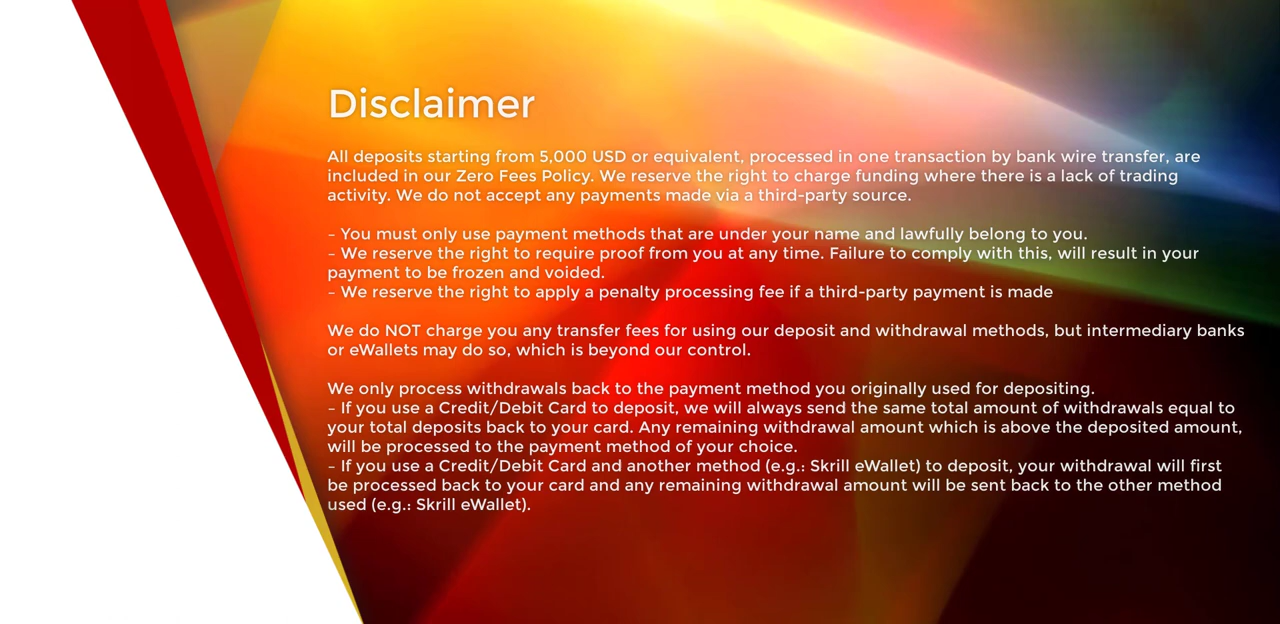 Disclaimer
All deposits starting from 5,000 USD or equivalent, processed in one transaction by bank wire transfer, are
included in our Zero Fees Policy. We reserve the right to charge funding where there is a lack of trading
activity. We do not accept any payments made via a third-party source.
– You must only use payment methods that are under your name and lawfully belong to you.
– We reserve the right to require proof from you at any time. Failure to comply with this, will result in your
payment to be frozen and voided.
– We reserve the right to apply a penalty processing fee if a third-party payment is made
We do NOT charge you any transfer fees for using our deposit and withdrawal methods, but intermediary banks
or eWallets may do so, which is beyond our control.
We only process withdrawals back to the payment method you originally used for depositing.
– If you use a Credit/Debit Card to deposit, we will always send the same total amount of withdrawals equal to
your total deposits back to your card. Any remaining withdrawal amount which is above the deposited amount,
will be processed to the payment method of your choice.
– If you use a Credit/Debit Card and another method (e.g.: Skrill eWallet) to deposit, your withdrawal will first
be processed back to your card and any remaining withdrawal amount will be sent back to the other method
used (e.g.: Skrill eWallet).